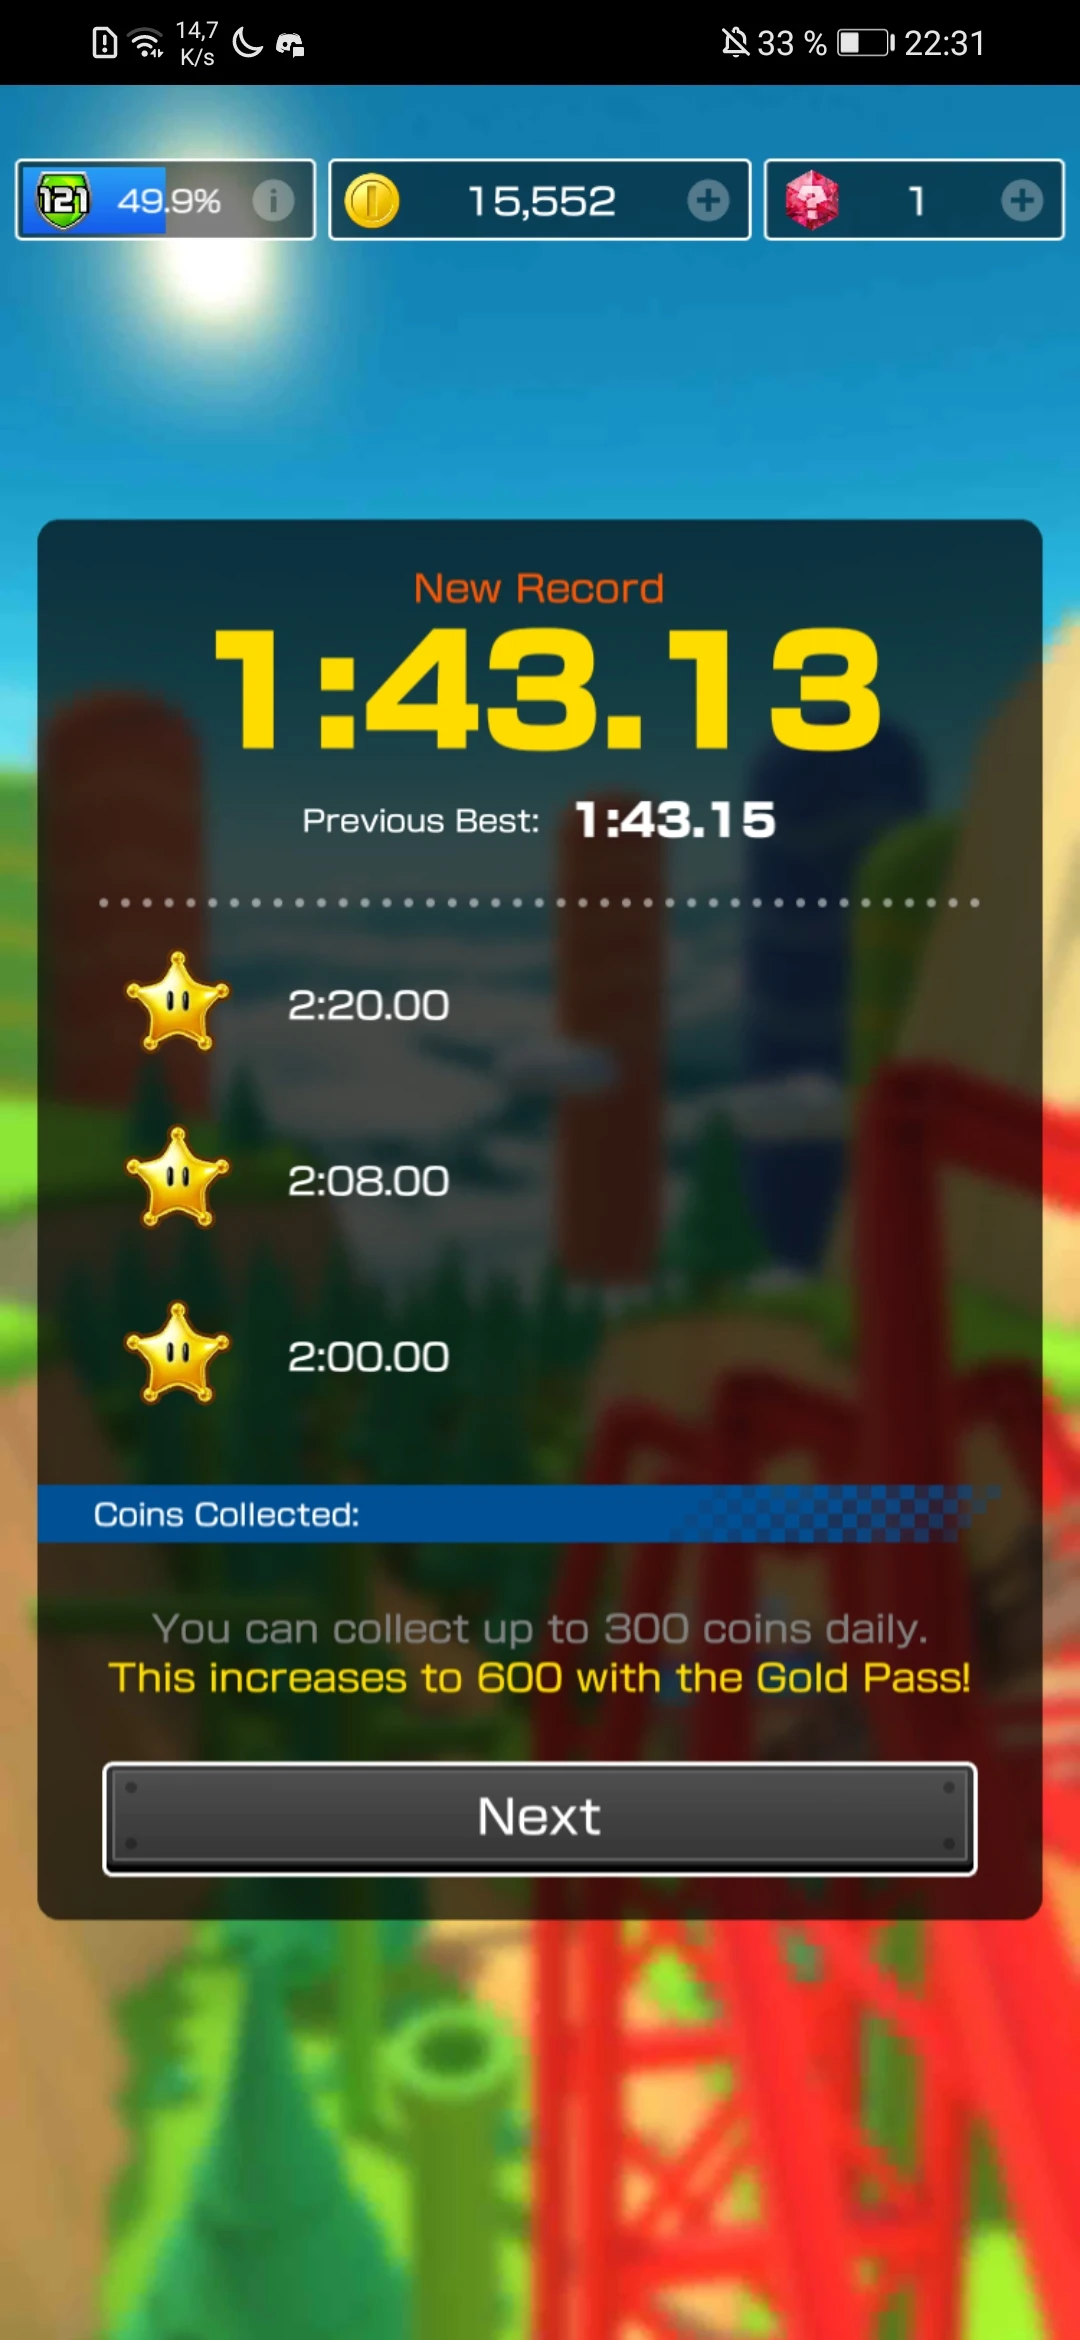 14,7
K/s
33 %
22:31
121
49.9%
15,552
1
New Record
1:43.13
Previous Best: 1:43.15
2:20.00
2:08.00
2:00.00
Coins Collected:
You can collect up to 300 coins daily.
This increases to 600 with the Gold Pass!
Next